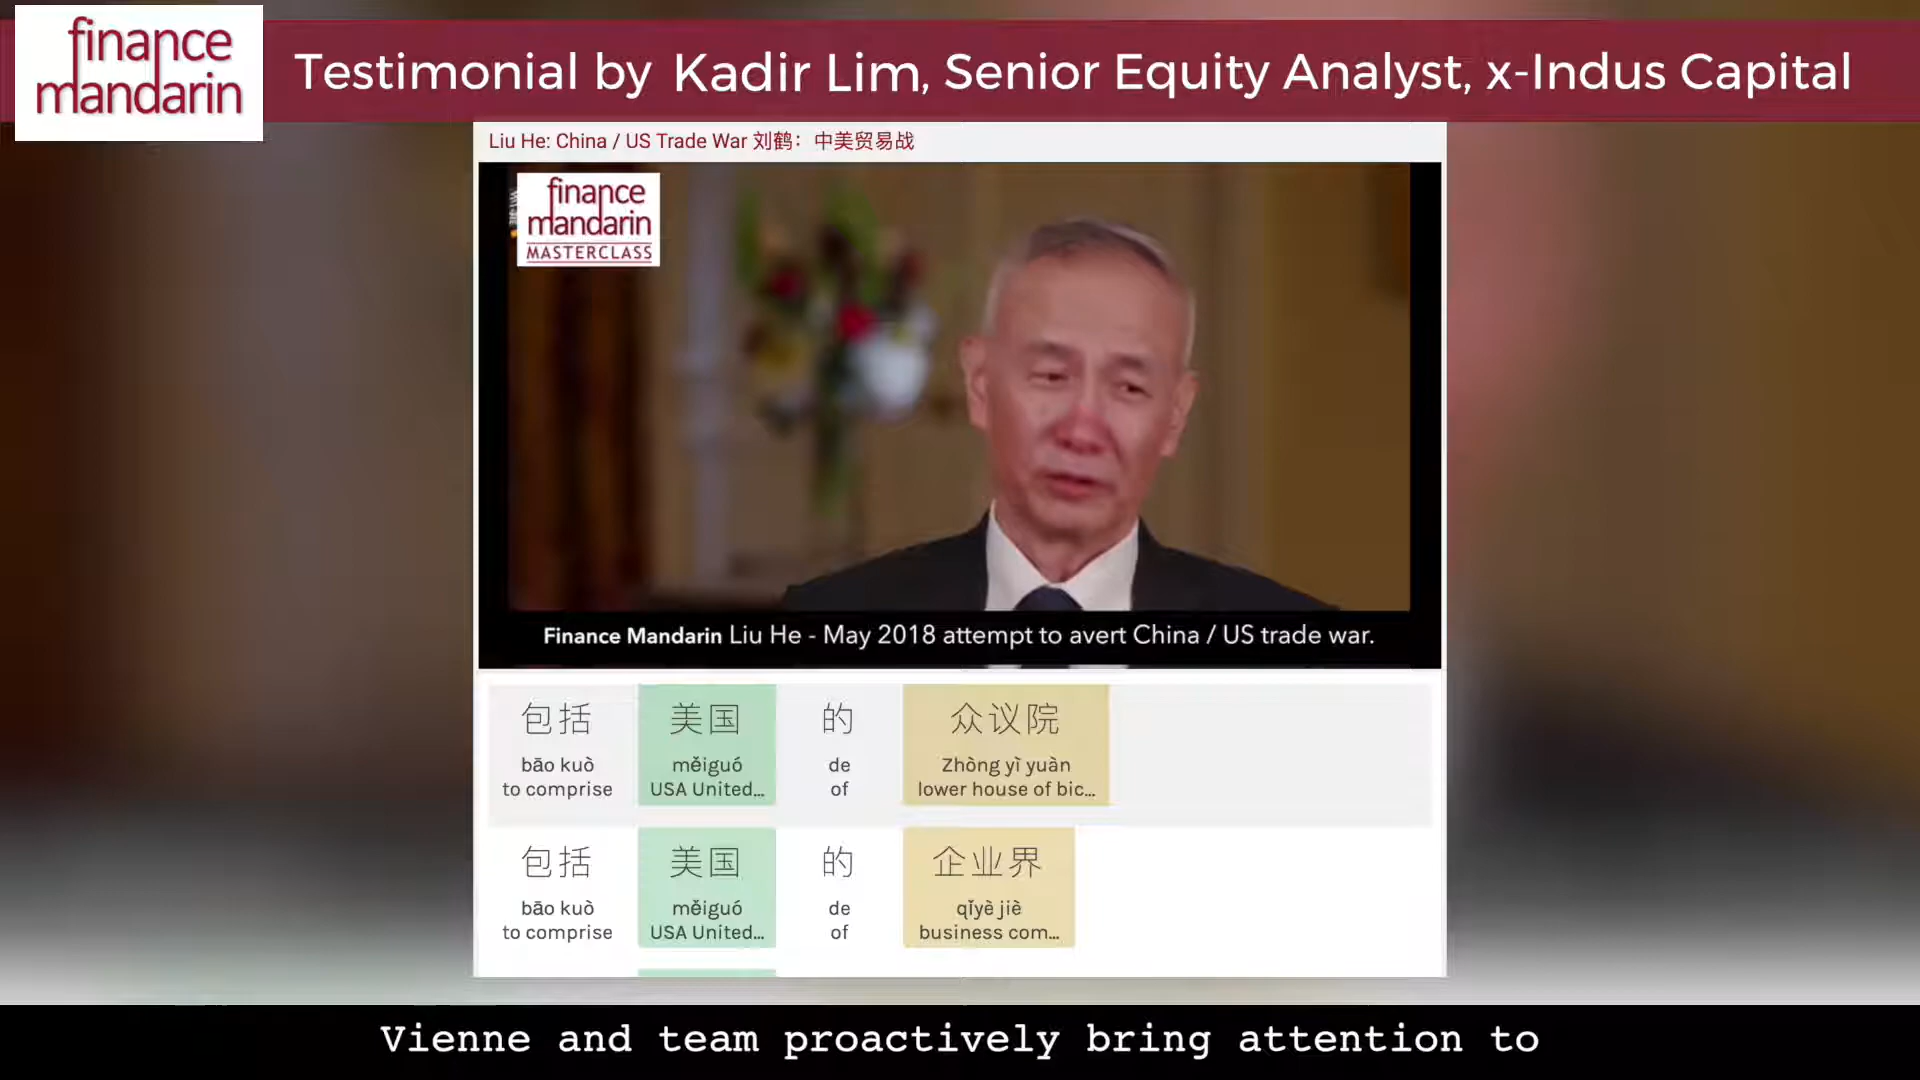 finance
mandarin
Testimonial by Kadir Lim, Senior Equity Analyst, x-Indus Capital
Liu He: China / US Trade War 刘鹤：中美贸易战
finance
mandarin
MASTERCLASS
Finance Mandarin Liu He - May 2018 attempt to avert China / US trade war.
包括 美国 的 众议院
bāo kuò měiguó de Zhòng yì yuàn
to comprise USA United... of lower house of bic...
包括 美国 的 企业界
bāo kuò měiguó de qǐyè jiè
to comprise USA United... of business com...
Vienne and team proactively bring attention to